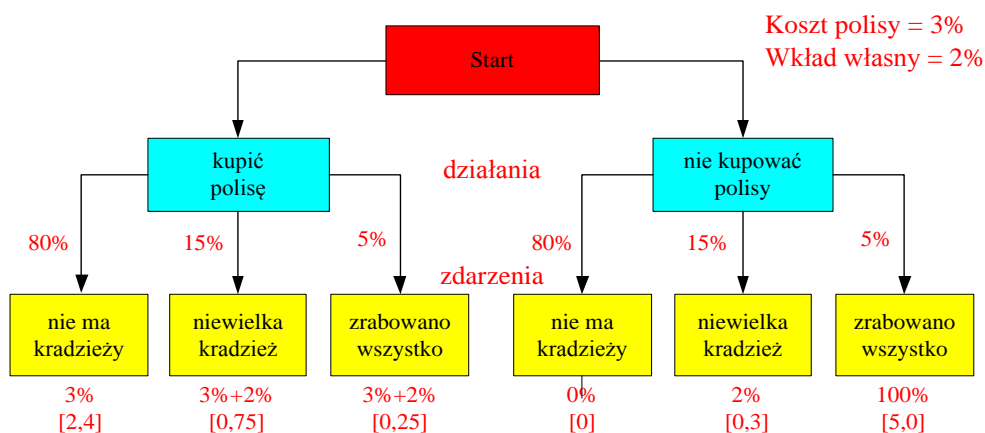 Koszt polisy = 3%
Wkład własny = 2%
Start
kupić
polisę
działania
nie kupować
polisy
80%
15%
5%
80%
15%
5%
zdarzenia
nie ma
kradzieży
niewielka
kradzież
zrabowano
wszystko
nie ma
kradzieży
niewielka
kradzież
zrabowano
wszystko
3%
[2,4]
3%+2%
[0,75]
3%+2%
[0,25]
0%
[0]
2%
[0,3]
100%
[5,0]